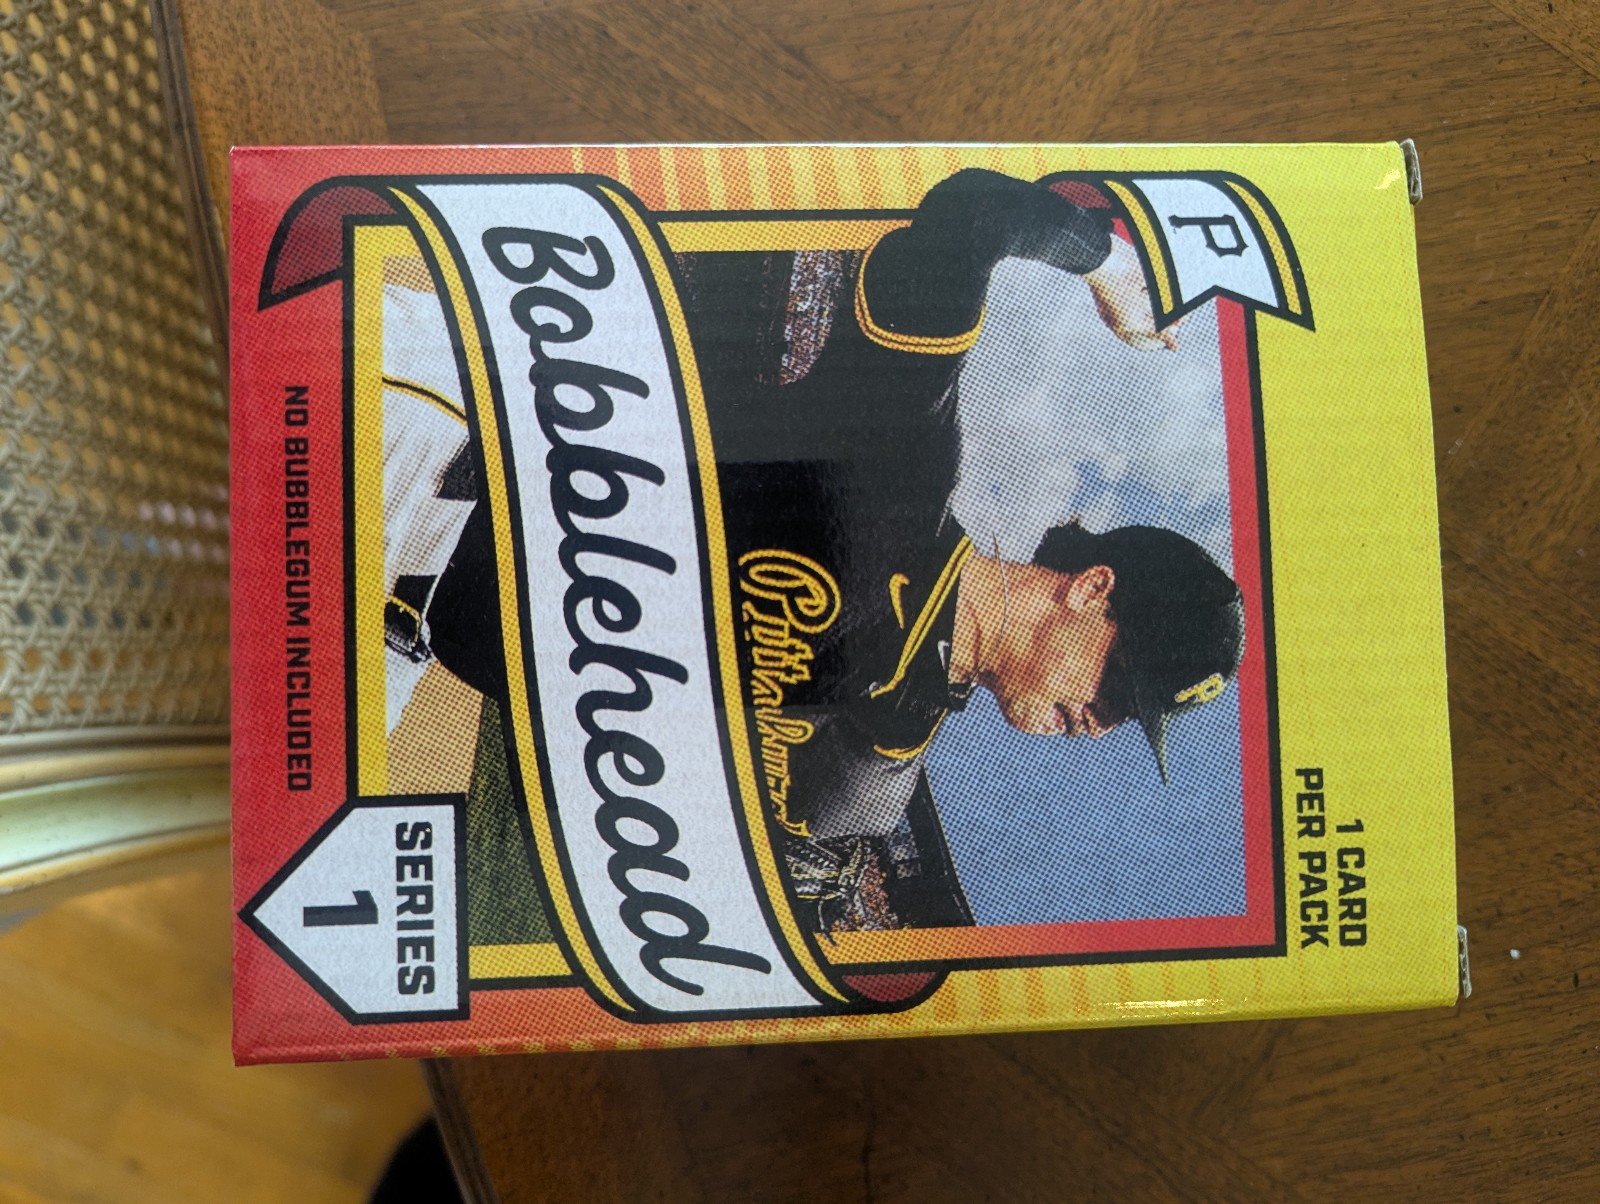 P
1 CARD
PER PACK
P
Pittsburgh
Bobblehead
SERIES
1
NO BUBBLEGUM INCLUDED